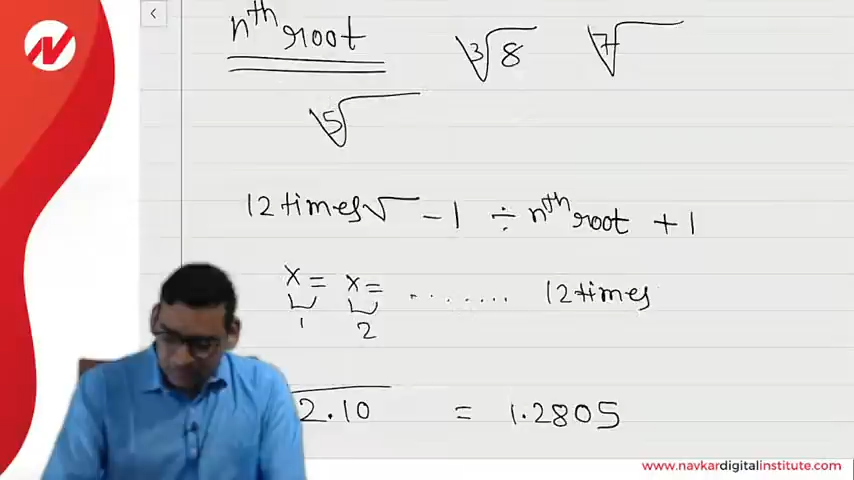 nth root ∛8 ⁷√
⁵√
12 times √ - 1 ÷ nth root + 1
x = x = ........ 12 times
1 2
2.10 = 1.2805
www.navkardigitalinstitute.com